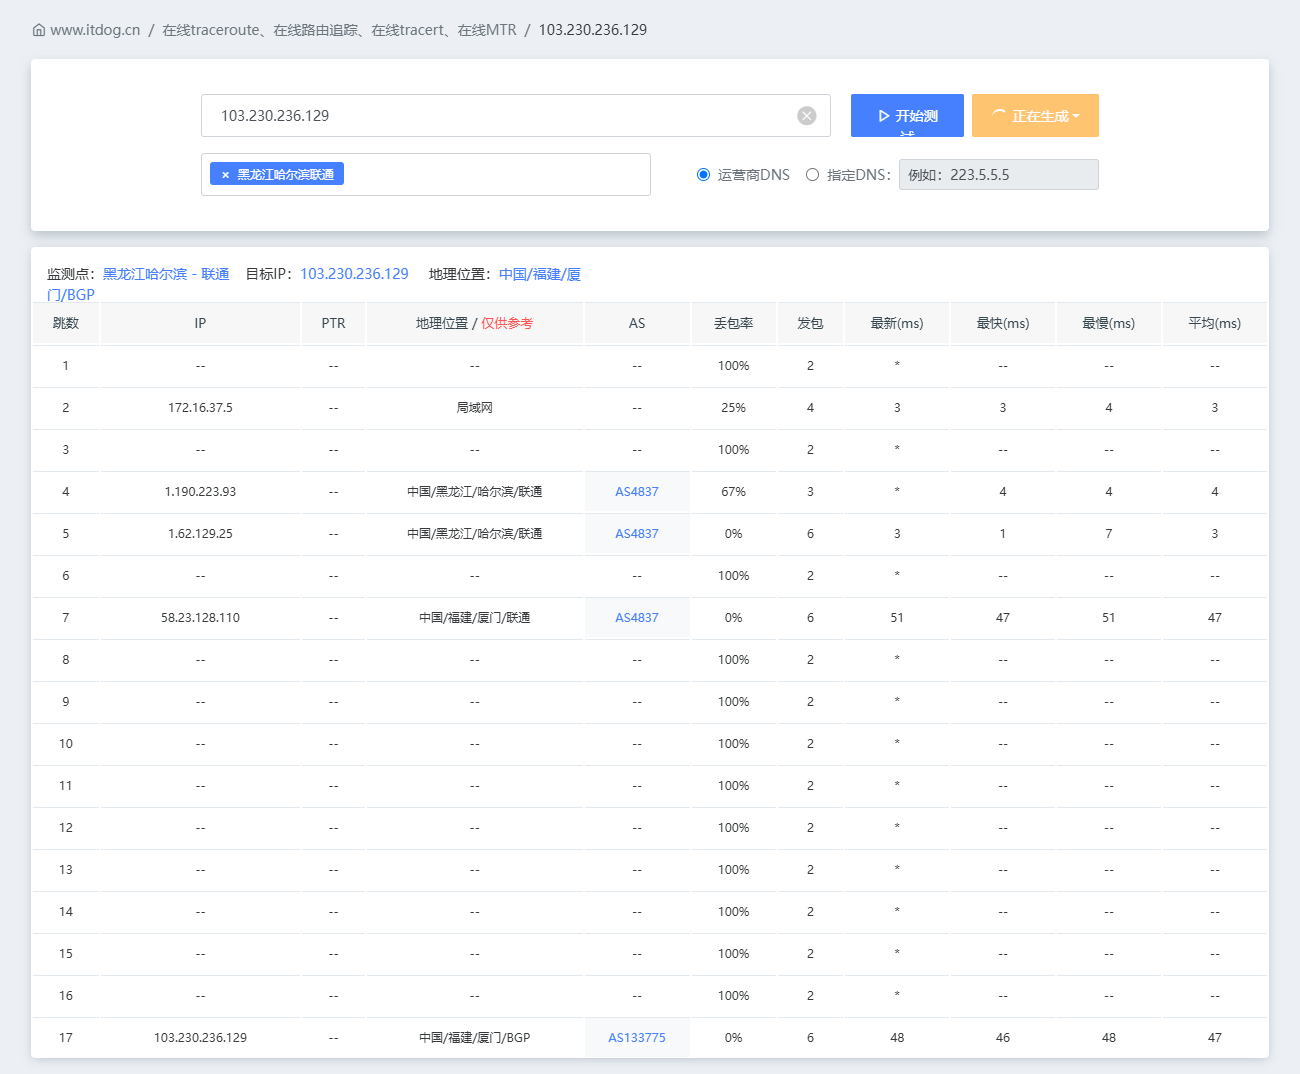 www.itdog.cn / 在线traceroute、在线路由追踪、在线tracert、在线MTR / 103.230.236.129
103.230.236.129
开始测试
正在生成
× 黑龙江哈尔滨联通
运营商DNS 指定DNS： 例如：223.5.5.5
监测点：黑龙江哈尔滨 - 联通 目标IP：103.230.236.129 地理位置：中国/福建/厦
门/BGP
跳数 IP PTR 地理位置 / 仅供参考 AS 丢包率 发包 最新(ms) 最快(ms) 最慢(ms) 平均(ms)
1 -- -- -- -- 100% 2 * -- -- --
2 172.16.37.5 -- 局域网 -- 25% 4 3 3 4 3
3 -- -- -- -- 100% 2 * -- -- --
4 1.190.223.93 -- 中国/黑龙江/哈尔滨/联通 AS4837 67% 3 * 4 4 4
5 1.62.129.25 -- 中国/黑龙江/哈尔滨/联通 AS4837 0% 6 3 1 7 3
6 -- -- -- -- 100% 2 * -- -- --
7 58.23.128.110 -- 中国/福建/厦门/联通 AS4837 0% 6 51 47 51 47
8 -- -- -- -- 100% 2 * -- -- --
9 -- -- -- -- 100% 2 * -- -- --
10 -- -- -- -- 100% 2 * -- -- --
11 -- -- -- -- 100% 2 * -- -- --
12 -- -- -- -- 100% 2 * -- -- --
13 -- -- -- -- 100% 2 * -- -- --
14 -- -- -- -- 100% 2 * -- -- --
15 -- -- -- -- 100% 2 * -- -- --
16 -- -- -- -- 100% 2 * -- -- --
17 103.230.236.129 -- 中国/福建/厦门/BGP AS133775 0% 6 48 46 48 47